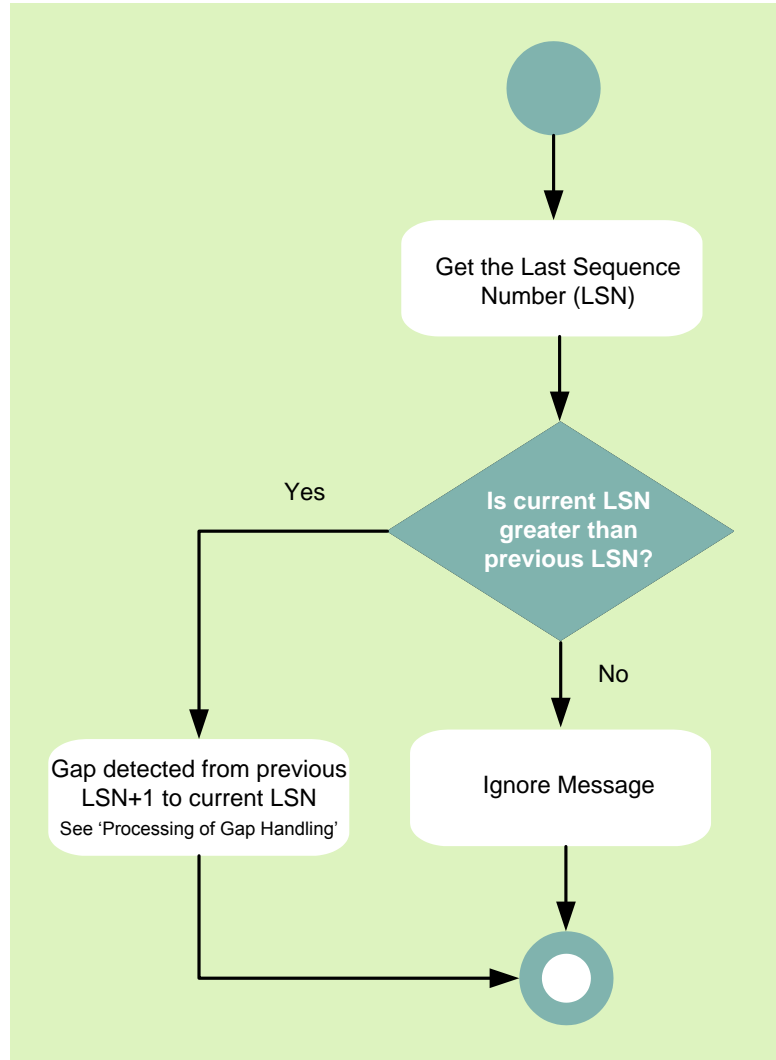 Get the Last Sequence
Number (LSN)
Yes
Is current LSN
greater than
previous LSN?
No
Gap detected from previous
LSN+1 to current LSN
See ‘Processing of Gap Handling’
Ignore Message